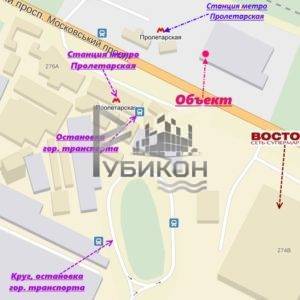 Станция метро
Пролетарская
Пролетарская
й просп. Московський прос
Станция метро
Пролетарская
276А
Пролетарская
Объект
Остановка
гор. транспорта
ВОСТО
СЕТЬ СУПЕРМАР
РУБИКОН
274В
Круг, остановка
гор. транспорта